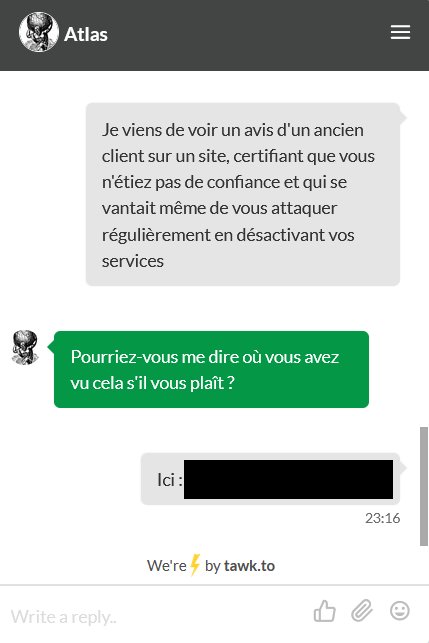 Atlas
Je viens de voir un avis d'un ancien
client sur un site, certifiant que vous
n'étiez pas de confiance et qui se
vantait même de vous attaquer
régulièrement en désactivant vos
services
Pourriez-vous me dire où vous avez
vu cela s'il vous plaît ?
Ici :
23:16
We're by tawk.to
Write a reply..